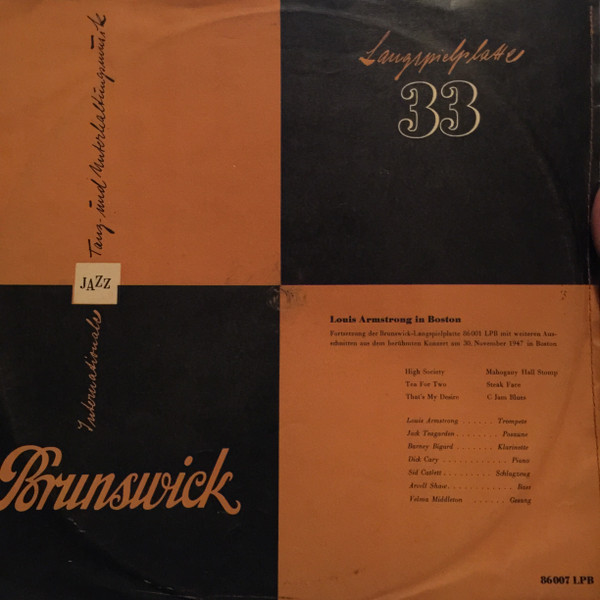 Langspielplatte
33
Internationale Tanz- und Unterhaltungsmusik
JAZZ
Brunswick
Louis Armstrong in Boston
Fortsetzung der Brunswick-Langspielplatte 86001 LPB mit weiteren Aus-
schnitten aus dem berühmten Konzert am 30. November 1947 in Boston
High Society Mahogany Hall Stomp
Tea For Two Steak Face
That's My Desire C Jam Blues
Louis Armstrong . . . . . . Trompete
Jack Teagarden . . . . . . . Posaune
Barney Bigard . . . . . . . Klarinette
Dick Cary . . . . . . . . . . Piano
Sid Catlett . . . . . . . . Schlagzeug
Arvell Shaw . . . . . . . . . . Bass
Velma Middleton . . . . . . Gesang
86007 LPB